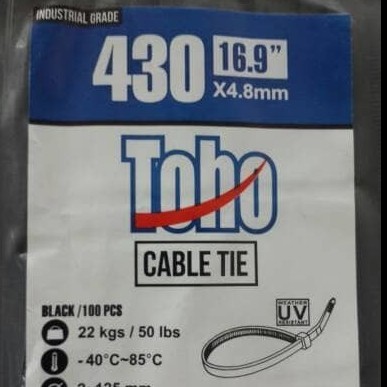 INDUSTRIAL GRADE
430 16.9”
X4.8mm
Toho
CABLE TIE
BLACK /100 PCS
WEATHER
UV
RESISTANT
22 kgs / 50 lbs
-40°C~85°C